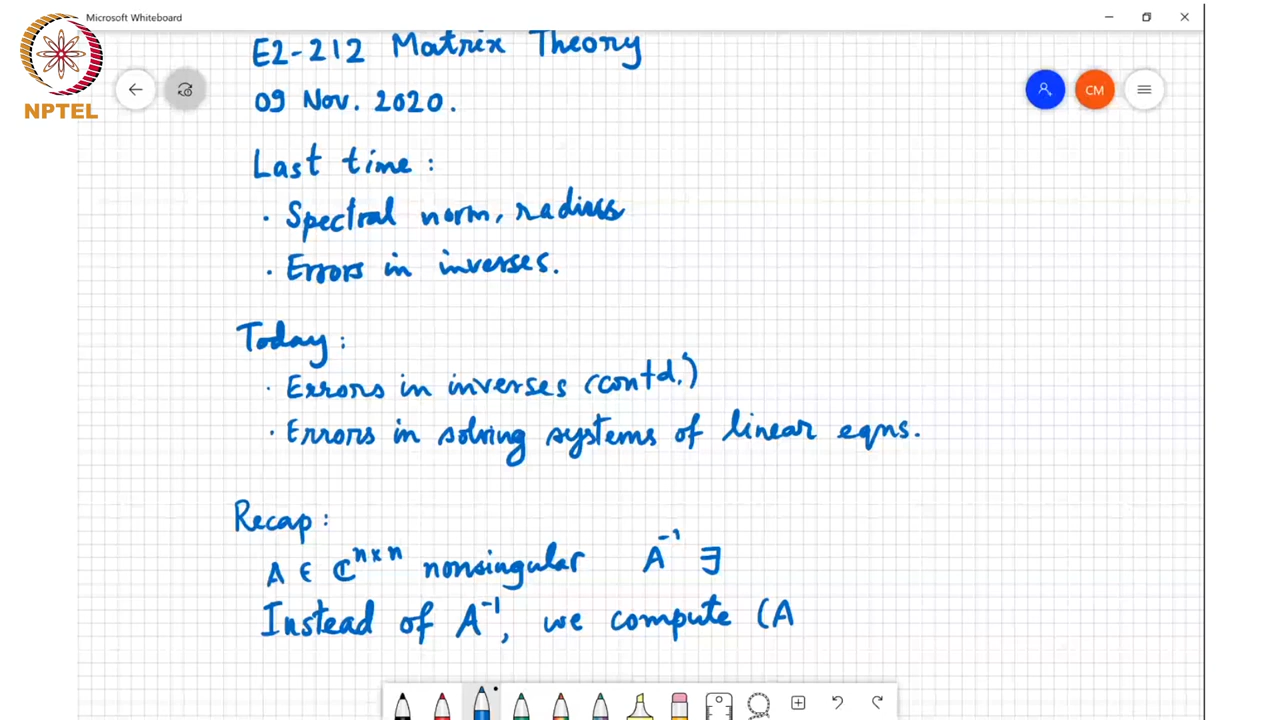 Microsoft Whiteboard
NPTEL
CM
E2-212 Matrix Theory
09 Nov. 2020.
Last time :
· Spectral norm, radius
· Errors in inverses.
Today :
· Errors in inverses (contd.)
· Errors in solving systems of linear eqns.
Recap :
A ∈ ℂⁿˣⁿ nonsingular A⁻¹ ∃
Instead of A⁻¹, we compute (A